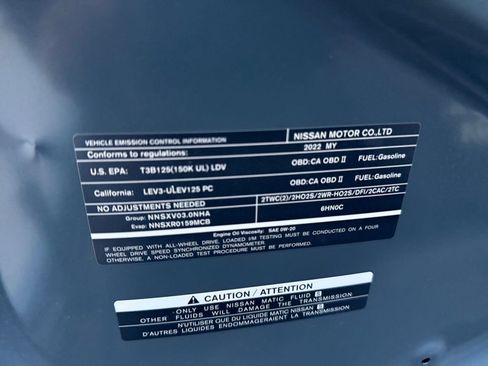 VEHICLE EMISSION CONTROL INFORMATION NISSAN MOTOR CO.,LTD
Conforms to regulations: 2022 MY
U.S. EPA: T3B125(150K UL) LDV OBD:CA OBD II FUEL:Gasoline
California: LEV3-ULEV125 PC OBD:CA OBD II FUEL:Gasoline
NO ADJUSTMENTS NEEDED 2TWC(2)/2HO2S/2WR-HO2S/DFI/2CAC/2TC
Group: NNSXV03.0NHA 6HN0C
Evap: NNSXR0159MCB
Engine Oil Viscosity: SAE 0W-20
IF EQUIPPED WITH ALL-WHEEL DRIVE, LOADED I/M TESTING MUST BE CONDUCTED ON A FOUR
WHEEL DRIVE SPEED SYNCHRONIZED DYNAMOMETER.
OTHERWISE, A NON-LOADED TEST PROCEDURE MUST BE PERFORMED.
CAUTION / ATTENTION
·ONLY USE NISSAN MATIC FLUID S
OTHER FLUIDS WILL DAMAGE THE TRANSMISSION
·N'UTILISER QUE DU LIQUIDE MATIC NISSAN S
D'AUTRES LIQUIDES ENDOMMAGERAIENT LA TRANSMISSION